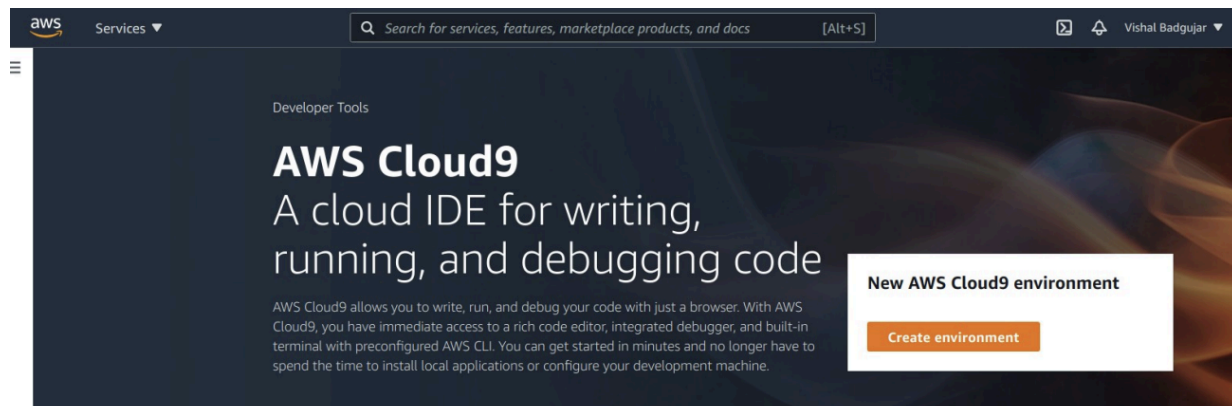 aws Services ▼ Search for services, features, marketplace products, and docs [Alt+S] Vishal Badgujar ▼
Developer Tools
AWS Cloud9
A cloud IDE for writing,
running, and debugging code
New AWS Cloud9 environment
AWS Cloud9 allows you to write, run, and debug your code with just a browser. With AWS
Cloud9, you have immediate access to a rich code editor, integrated debugger, and built-in
terminal with preconfigured AWS CLI. You can get started in minutes and no longer have to
spend the time to install local applications or configure your development machine.
Create environment